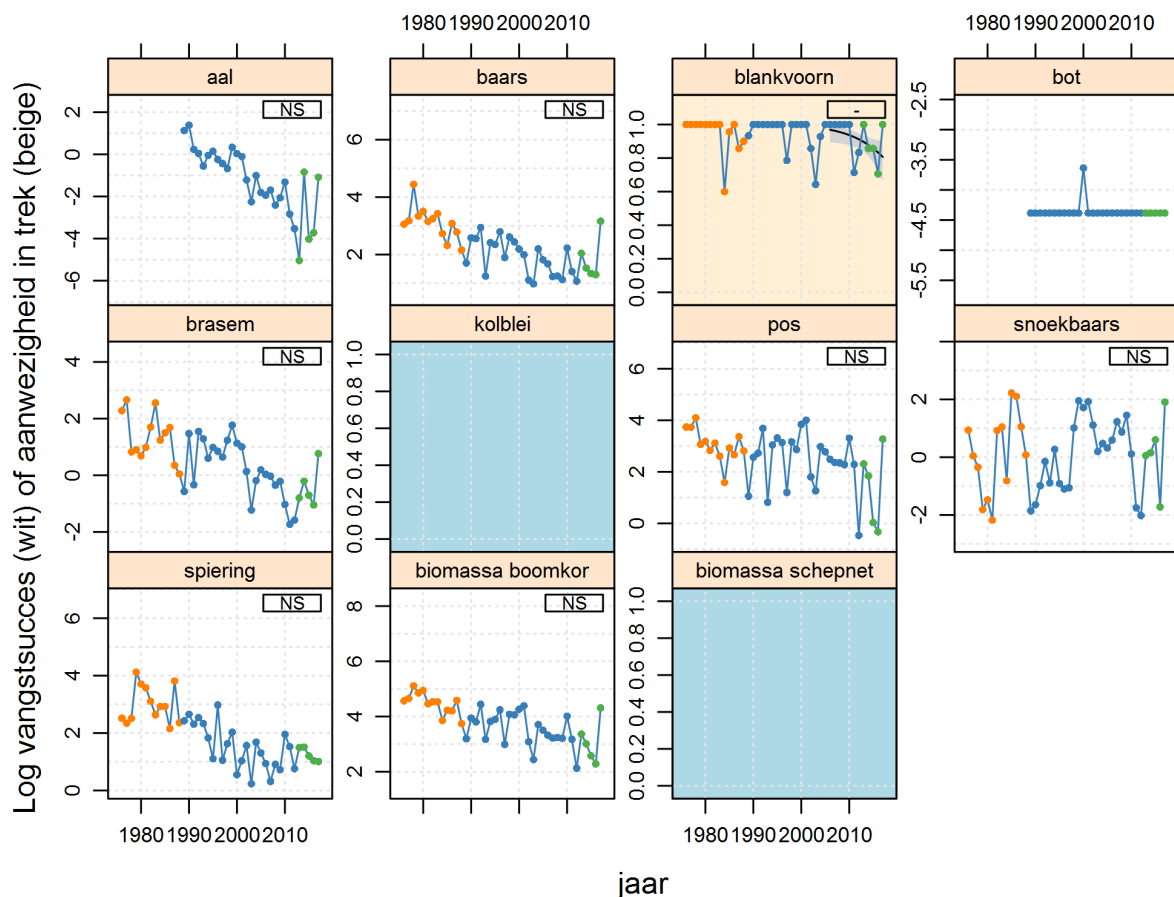 Log vangstsucces (wit) of aanwezigheid in trek (beige)
1980 1990 2000 2010
1980 1990 2000 2010
aal
baars
blankvoorn
bot
NS
NS
-
2
0
-2
-4
-6
6
4
2
1.0
0.8
0.6
0.4
0.2
0.0
-2.5
-3.5
-4.5
-5.5
brasem
kolblei
pos
snoekbaars
NS
NS
NS
4
2
0
-2
1.0
0.8
0.6
0.4
0.2
0.0
6
4
2
0
2
0
-2
spiering
biomassa boomkor
biomassa schepnet
NS
NS
6
4
2
0
8
6
4
2
1.0
0.8
0.6
0.4
0.2
0.0
1980 1990 2000 2010
1980 1990 2000 2010
jaar